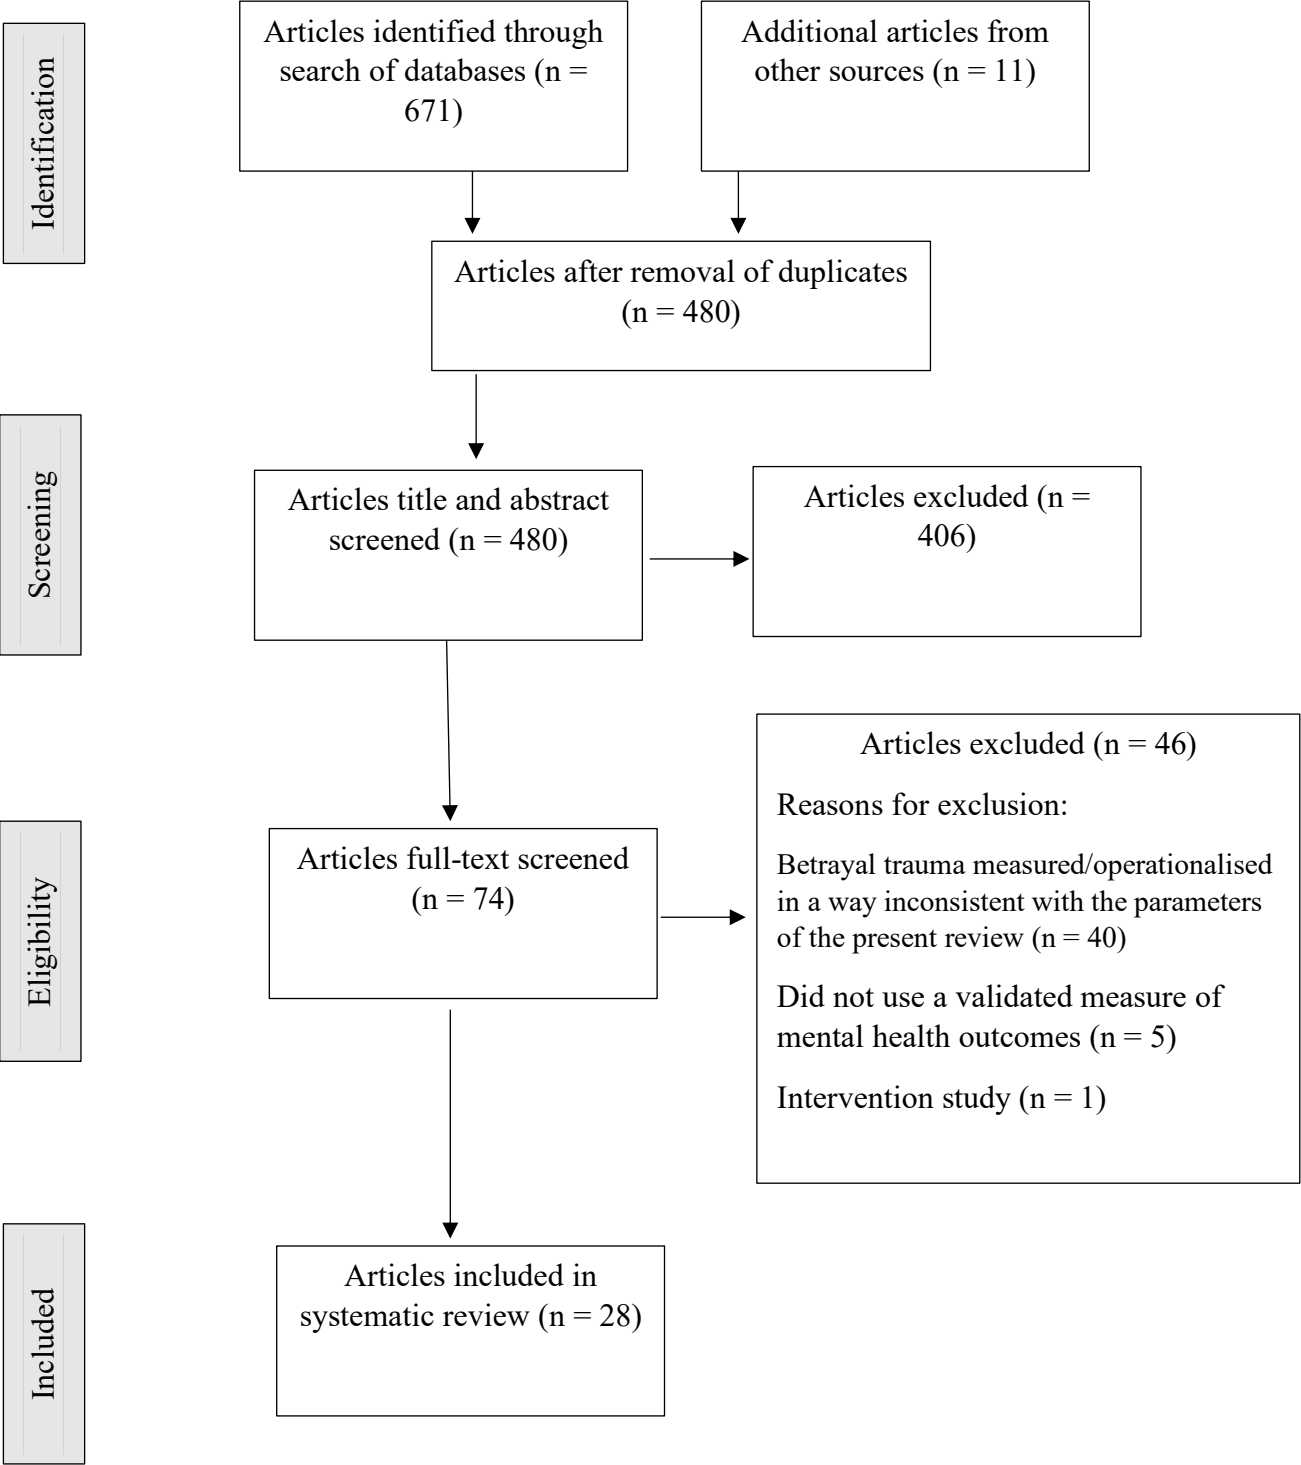 Identification
Articles identified through
search of databases (n =
671)
Additional articles from
other sources (n = 11)
Articles after removal of duplicates
(n = 480)
Screening
Articles title and abstract
screened (n = 480)
Articles excluded (n =
406)
Eligibility
Articles full-text screened
(n = 74)
Articles excluded (n = 46)
Reasons for exclusion:
Betrayal trauma measured/operationalised
in a way inconsistent with the parameters
of the present review (n = 40)
Did not use a validated measure of
mental health outcomes (n = 5)
Intervention study (n = 1)
Included
Articles included in
systematic review (n = 28)